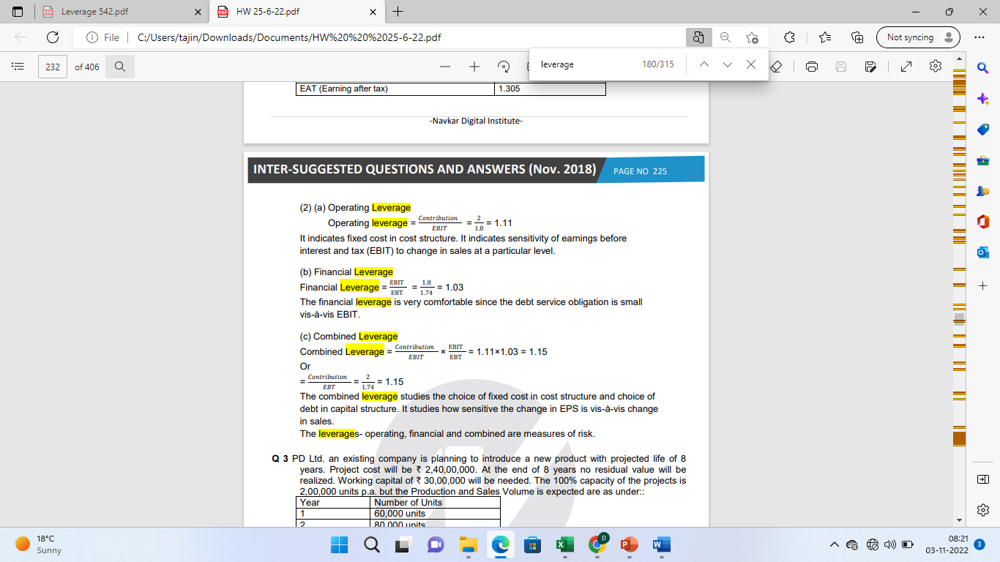 Leverage 542.pdf
HW 25-6-22.pdf
File
C:/Users/tajin/Downloads/Documents/HW%20%20%2025-6-22.pdf
Not syncing
232 of 406
leverage 180/315
EAT (Earning after tax) 1.305
-Navkar Digital Institute-
INTER-SUGGESTED QUESTIONS AND ANSWERS (Nov. 2018) PAGE NO 225
(2) (a) Operating Leverage
Operating leverage = Contribution/EBIT = 2/1.8 = 1.11
It indicates fixed cost in cost structure. It indicates sensitivity of earnings before
interest and tax (EBIT) to change in sales at a particular level.
(b) Financial Leverage
Financial Leverage = EBIT/EBT = 1.8/1.74 = 1.03
The financial leverage is very comfortable since the debt service obligation is small
vis-à-vis EBIT.
(c) Combined Leverage
Combined Leverage = Contribution/EBIT × EBIT/EBT = 1.11×1.03 = 1.15
Or
= Contribution/EBT = 2/1.74 = 1.15
The combined leverage studies the choice of fixed cost in cost structure and choice of
debt in capital structure. It studies how sensitive the change in EPS is vis-à-vis change
in sales.
The leverages- operating, financial and combined are measures of risk.
Q 3 PD Ltd. an existing company is planning to introduce a new product with projected life of 8
years. Project cost will be ₹ 2,40,00,000. At the end of 8 years no residual value will be
realized. Working capital of ₹ 30,00,000 will be needed. The 100% capacity of the projects is
2,00,000 units p.a. but the Production and Sales Volume is expected are as under::
Year Number of Units
1 60,000 units
2 80,000 units
18°C
Sunny
08:21
03-11-2022
3
D